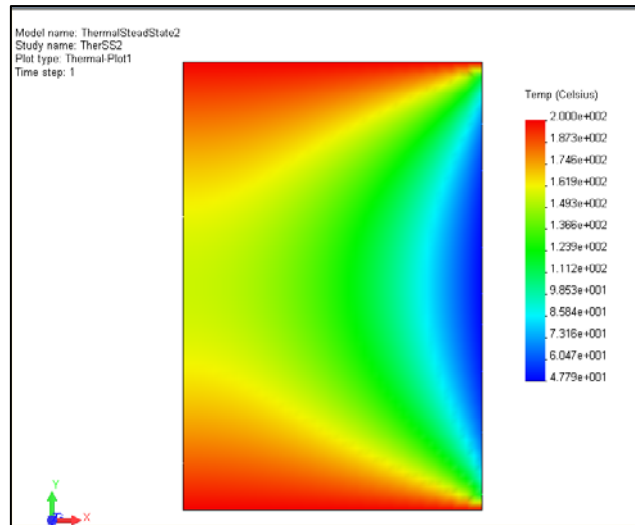 Model name: ThermalSteadyState2
Study name: TherSS2
Plot type: Thermal-Plot1
Time step: 1
Temp (Celsius)
2.000e+002
1.873e+002
1.746e+002
1.619e+002
1.493e+002
1.366e+002
1.239e+002
1.112e+002
9.853e+001
8.584e+001
7.316e+001
6.047e+001
4.779e+001
Y
X